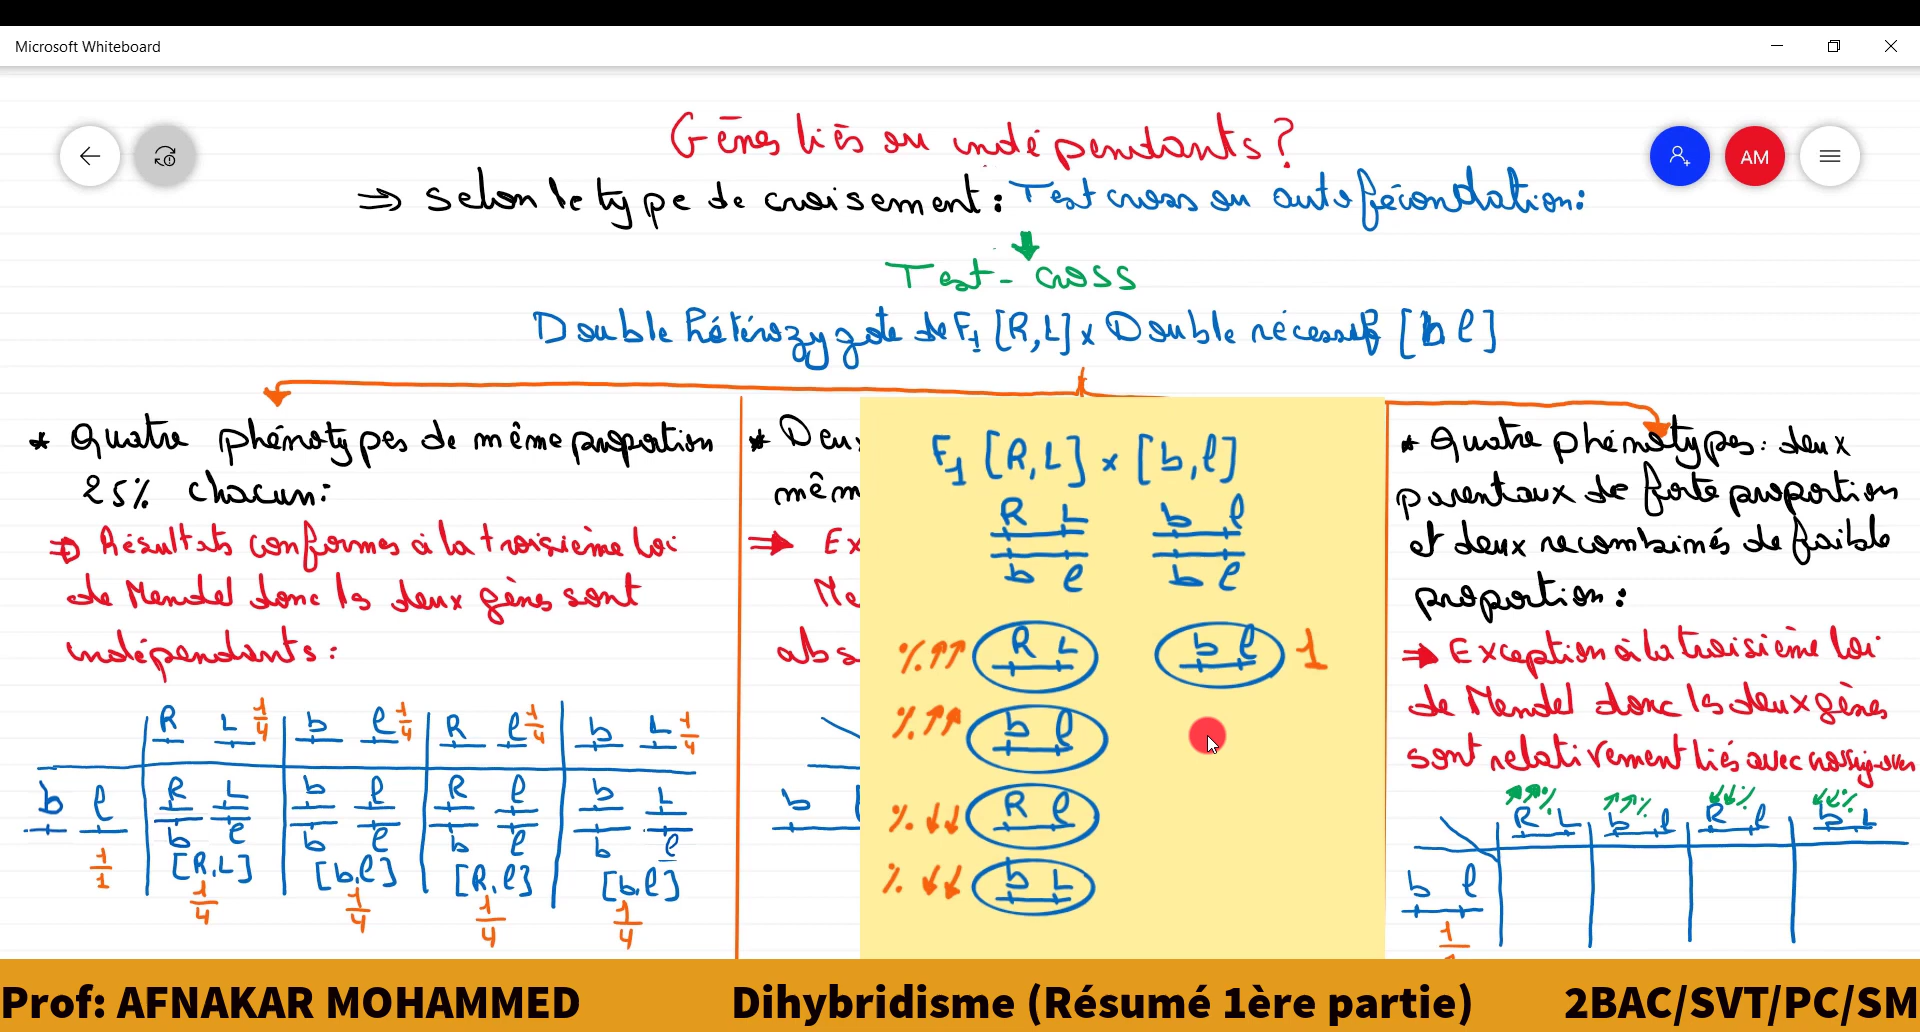 Microsoft Whiteboard
AM
Gènes liés ou indépendants ?
⇒ selon le type de croisement : Test cross ou autofécondation :
Test-cross
Double hétérozygote de F1 [R,L] × Double récessif [b l]
* Quatre phénotypes de même proportion
25% chacun :
⇒ Résultats conformes à la troisième loi
de Mendel donc les deux gènes sont
indépendants :
R L 1/4 b l 1/4 R l 1/4 b L 1/4
b l R L b l R l b L
1/1 b l b l b l b l
[R,L] [b,l] [R,l] [b,l]
1/4 1/4 1/4 1/4
* Deux
mêm
⇒ Ex
Me
abs
b
F1 [R,L] × [b,l]
R L b l
b l b l
%↑↑ R L b l 1
%↑↑ b l
%↓↓ R l
%↓↓ b L
* Quatre phénotypes : deux
parentaux de forte proportion
et deux recombinés de faible
proportion :
⇒ Exception à la troisième loi
de Mendel donc les deux gènes
sont relativement liés avec crossing-over
↑↑% ↑↑% ↓↓% ↓↓%
R L b l R l b L
b l
1
Prof: AFNAKAR MOHAMMED
Dihybridisme (Résumé 1ère partie)
2BAC/SVT/PC/SM